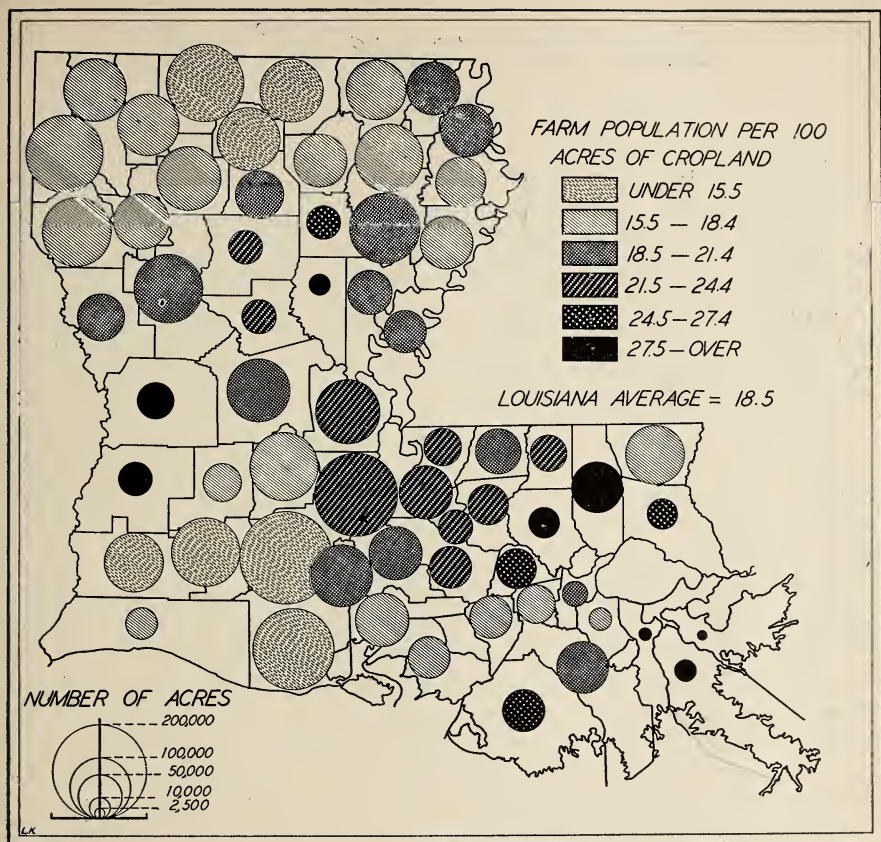 FARM POPULATION PER 100
ACRES OF CROPLAND
UNDER 15.5
15.5 — 18.4
18.5 — 21.4
21.5 — 24.4
24.5 — 27.4
27.5 — OVER
LOUISIANA AVERAGE = 18.5
NUMBER OF ACRES
200,000
100,000
50,000
10,000
2,500
L.K.